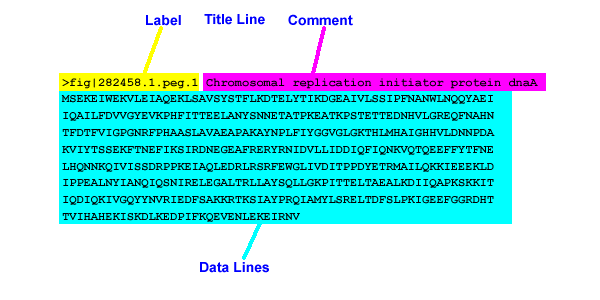 Label Title Line Comment
>fig|282458.1.peg.1 Chromosomal replication initiator protein dnaA
MSEKEIWEKVLEIAQEKLSAVSYSTFLKDTELYTIKDGEAIVLSSIPFNANWLNQQYAEI
IQAILFDVVGYEVKPHFITTEELANYSNNETATPKEATKPSTETTEDNHVLGREQFNAHN
TFDTFVIGPGNRFPHAASLAVAEAPAKAYNPLFIYGGVGLGKTHLMHAIGHHVLDNNPDA
KVIYTSSEKFTNEFIKSIRDNEGEAFRERYRNIDVLLIDDIQFIQNKVQTQEEFFYTFNE
LHQNNKQIVISSDRPPKEIAQLEDRLRSRFEWGLIVDITPPDYETRMAILQKKIEEEKLD
IPPEALNYIANQIQSNIRELEGALTRLLAYSQLLGKPITTELTAEALKDIIQAPKSKKIT
IQDIQKIVGQYYNVRIEDFSAKKRTKSIAYPRQIAMYLSRELTDFSLPKIGEEFGGRDHT
TVIHAHEKISKDLKEDPIFKQEVENLEKEIRNV
Data Lines